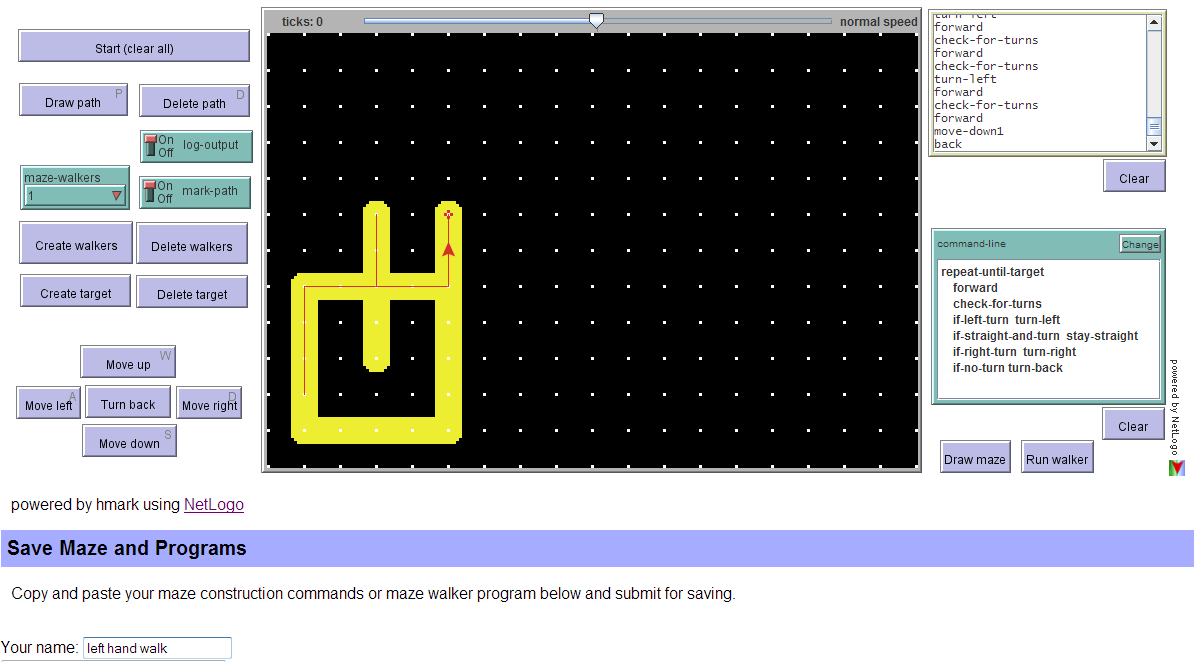 Start (clear all)
Draw path P
Delete path D
On
Off
log-output
maze-walkers
1
On
Off
mark-path
Create walkers
Delete walkers
Create target
Delete target
Move up W
Move left A
Turn back
Move right D
Move down S
ticks: 0
normal speed
turn-left
forward
check-for-turns
forward
check-for-turns
turn-left
forward
check-for-turns
forward
move-down1
back
Clear
command-line
Change
repeat-until-target
forward
check-for-turns
if-left-turn turn-left
if-straight-and-turn stay-straight
if-right-turn turn-right
if-no-turn turn-back
Clear
Draw maze
Run walker
powered by NetLogo
powered by hmark using NetLogo
Save Maze and Programs
Copy and paste your maze construction commands or maze walker program below and submit for saving.
Your name: left hand walk